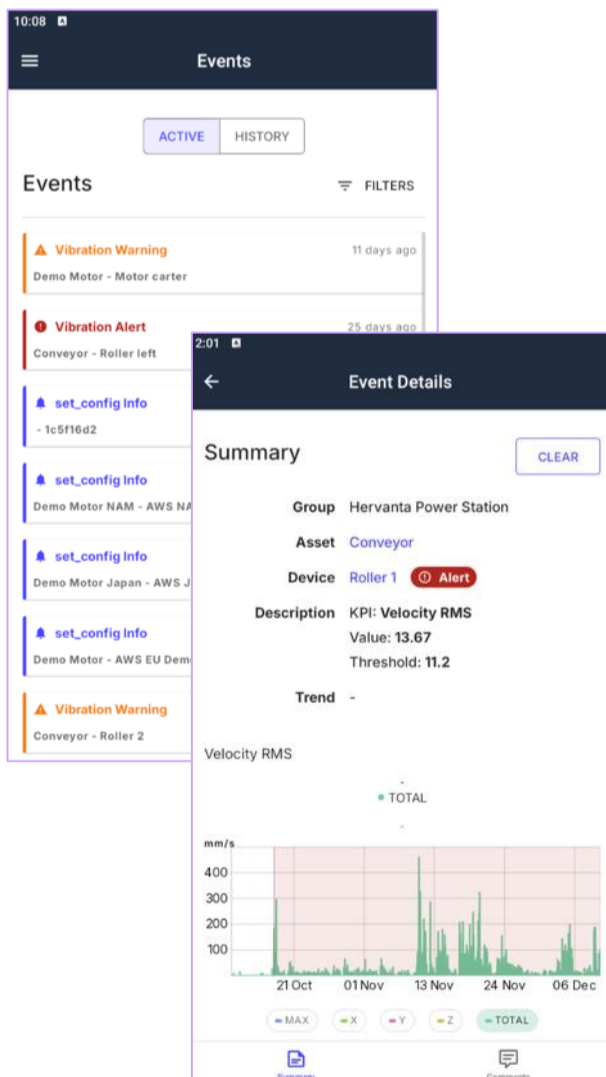 10:08 A
Events
ACTIVE HISTORY
Events FILTERS
Vibration Warning 11 days ago
Demo Motor - Motor carter
Vibration Alert 25 days ago
Conveyor - Roller left
set_config Info
- 1c5f16d2
set_config Info
Demo Motor NAM - AWS
set_config Info
Demo Motor Japan - AWS
set_config Info
Demo Motor - AWS EU
Vibration Warning
Conveyor - Roller 2
2:01 A
Event Details
Summary CLEAR
Group Hervanta Power Station
Asset Conveyor
Device Roller 1 Alert
Description KPI: Velocity RMS
Value: 13.67
Threshold: 11.2
Trend -
Velocity RMS
-
TOTAL
-
mm/s
400
300
200
100
21 Oct 01 Nov 13 Nov 24 Nov 06 Dec
MAX X Y Z TOTAL
Summary Comments